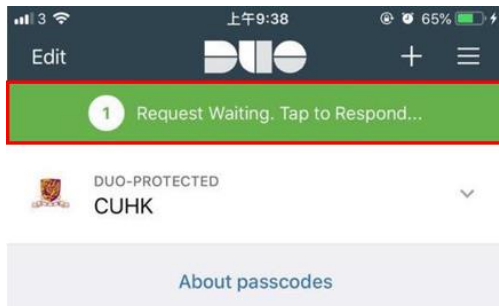 3 上午9:38 65%
Edit DUO
1 Request Waiting. Tap to Respond...
DUO-PROTECTED
CUHK
About passcodes